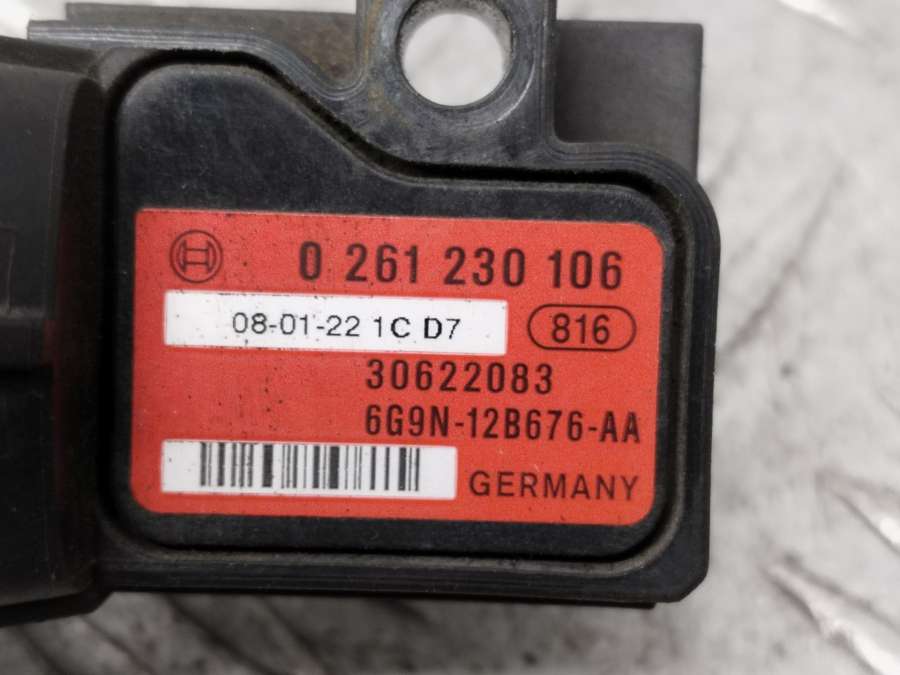 0 261 230 106
08-01-22 1C D7 816
30622083
6G9N-12B676-AA
GERMANY